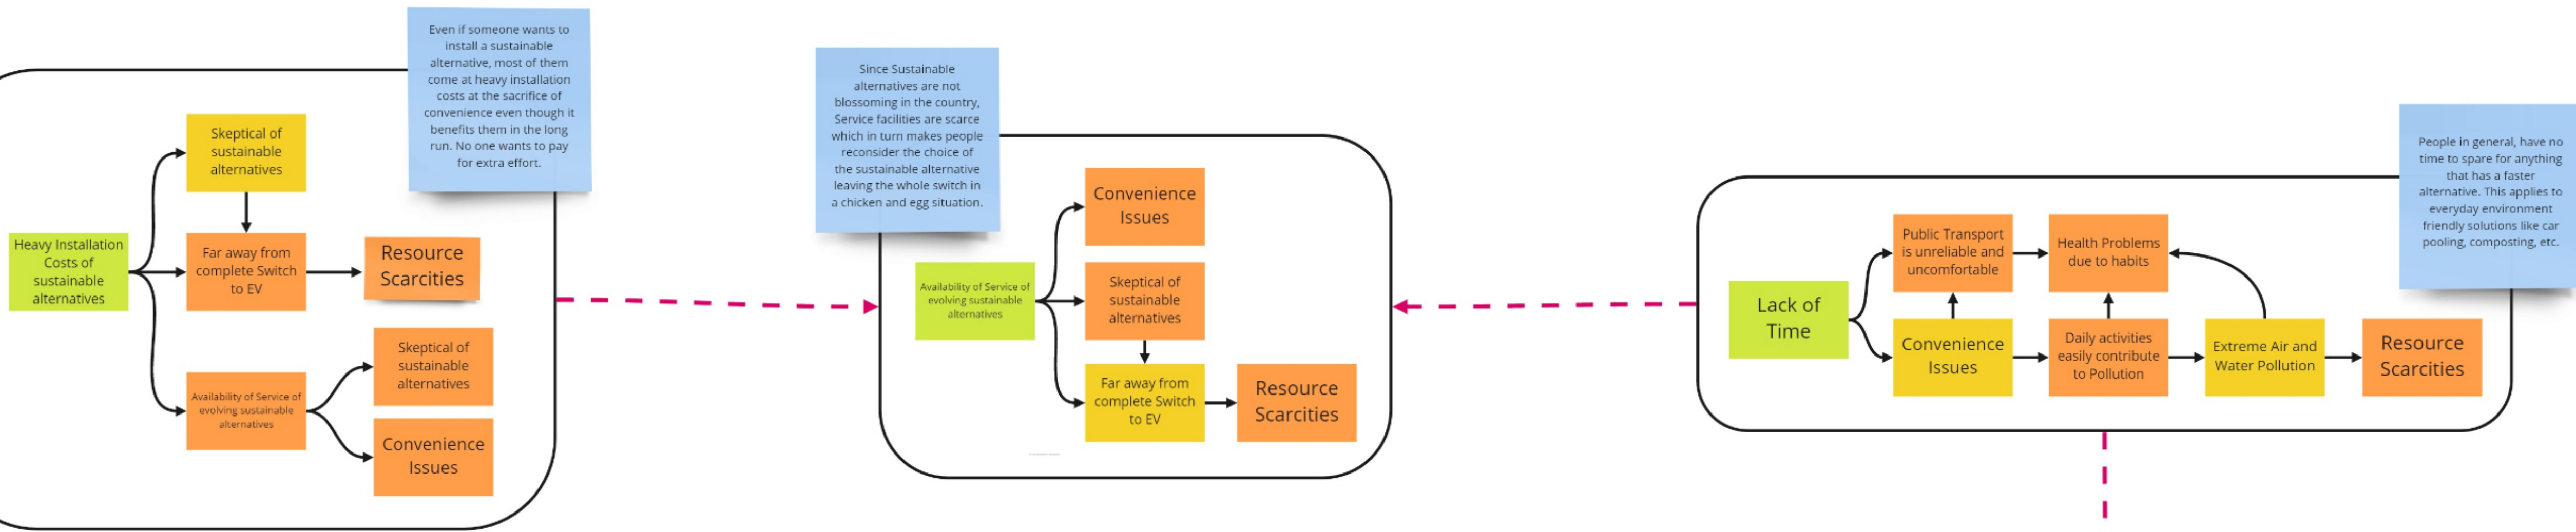 Even if someone wants to
install a sustainable
alternative, most of them
come at heavy installation
costs at the sacrifice of
convenience even though it
benefits them in the long
run. No one wants to pay
for extra effort.
Skeptical of
sustainable
alternatives
Heavy Installation
Costs of
sustainable
alternatives
Far away from
complete Switch
to EV
Resource
Scarcities
Availability of Service of
evolving sustainable
alternatives
Skeptical of
sustainable
alternatives
Convenience
Issues
Since Sustainable
alternatives are not
blossoming in the country,
Service facilities are scarce
which in turn makes people
reconsider the choice of
the sustainable alternative
leaving the whole switch in
a chicken and egg situation.
Convenience
Issues
Availability of Service of
evolving sustainable
alternatives
Skeptical of
sustainable
alternatives
Far away from
complete Switch
to EV
Resource
Scarcities
People in general, have no
time to spare for anything
that has a faster
alternative. This applies to
everyday environment
friendly solutions like car
pooling, composting, etc.
Lack of
Time
Public Transport
is unreliable and
uncomfortable
Health Problems
due to habits
Convenience
Issues
Daily activities
easily contribute
to Pollution
Extreme Air and
Water Pollution
Resource
Scarcities